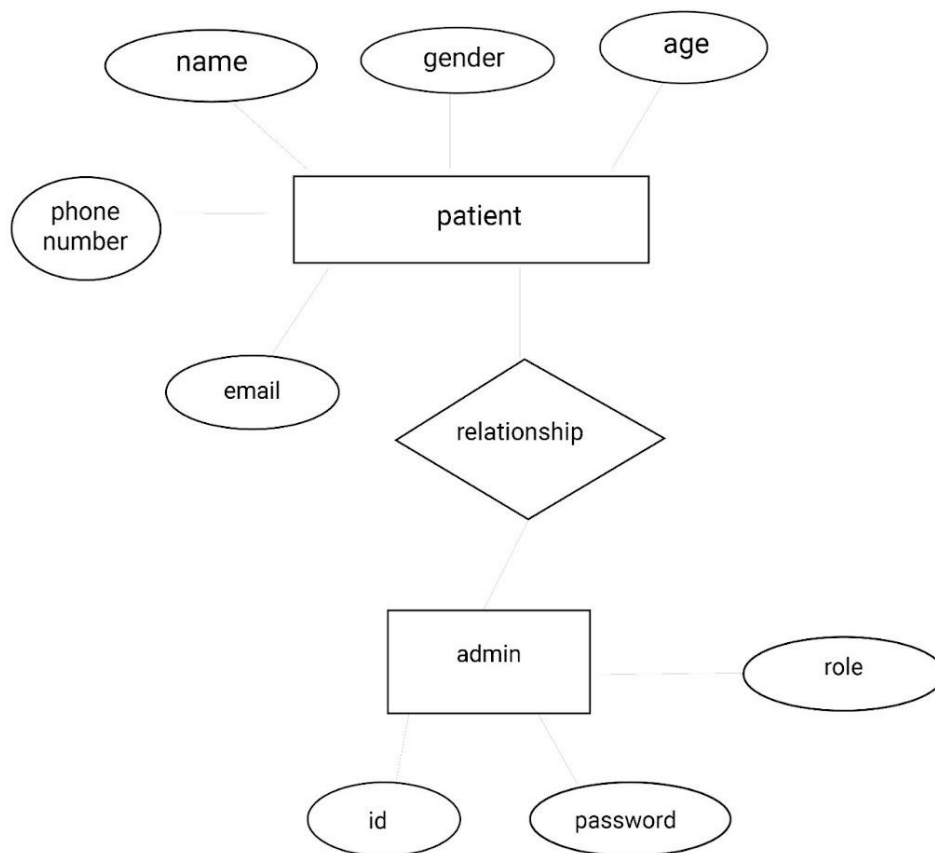 name
gender
age
phone
number
patient
email
relationship
admin
role
id
password